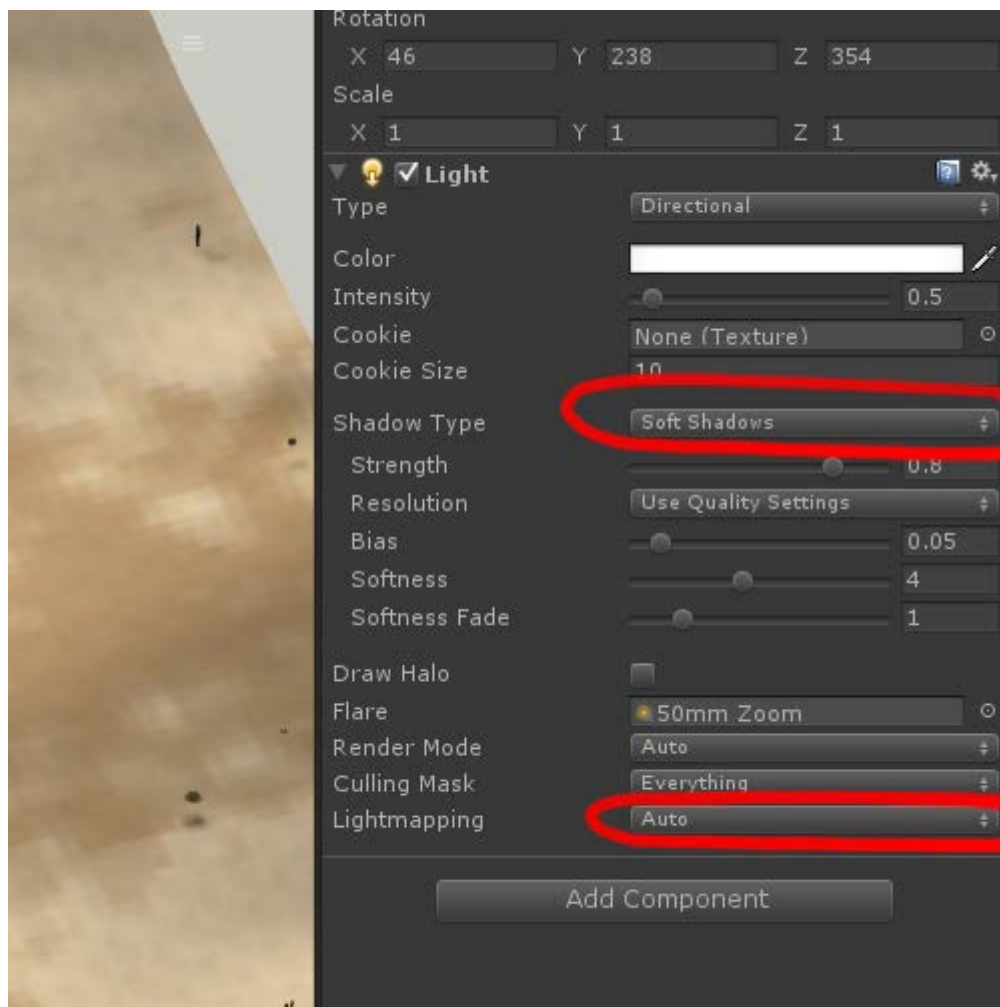 Rotation
X 46 Y 238 Z 354
Scale
X 1 Y 1 Z 1
Light
Type Directional
Color
Intensity 0.5
Cookie None (Texture)
Cookie Size 10
Shadow Type Soft Shadows
Strength 0.8
Resolution Use Quality Settings
Bias 0.05
Softness 4
Softness Fade 1
Draw Halo
Flare 50mm Zoom
Render Mode Auto
Culling Mask Everything
Lightmapping Auto
Add Component